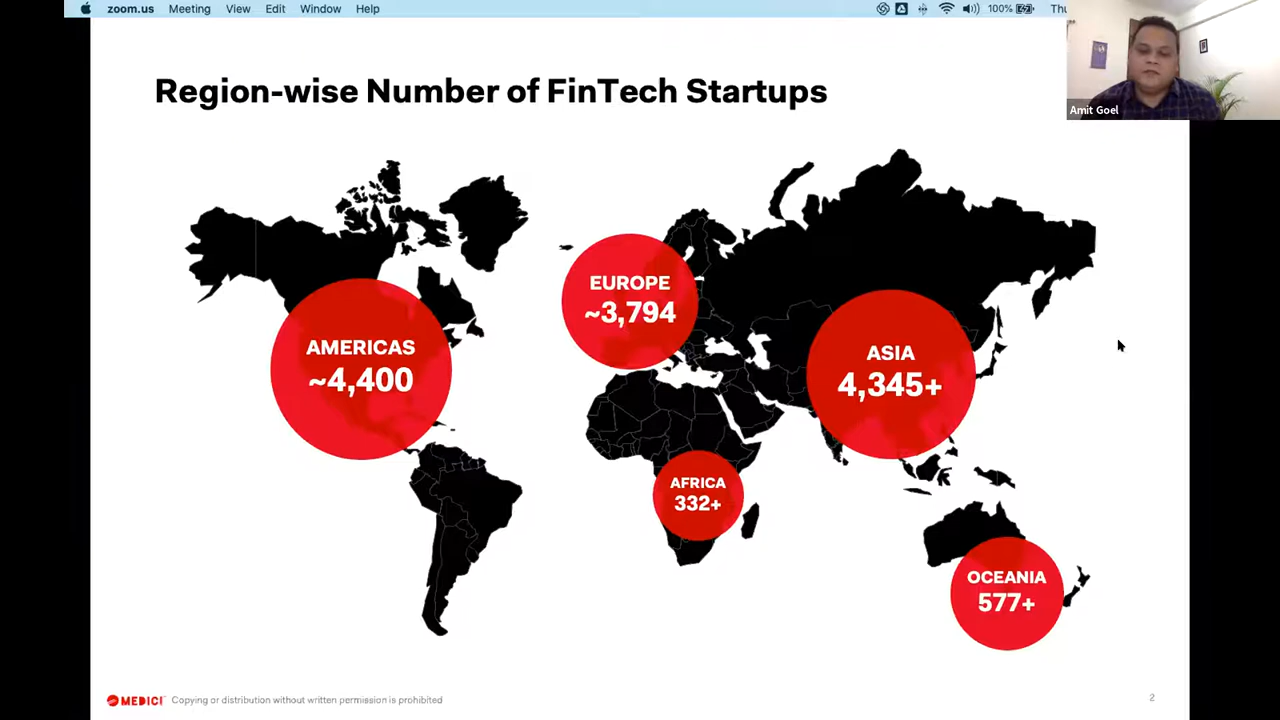 zoom.us Meeting View Edit Window Help 100% Thu
Amit Goel
Region-wise Number of FinTech Startups
EUROPE
~3,794
AMERICAS
~4,400
ASIA
4,345+
AFRICA
332+
OCEANIA
577+
MEDICI Copying or distribution without written permission is prohibited
2